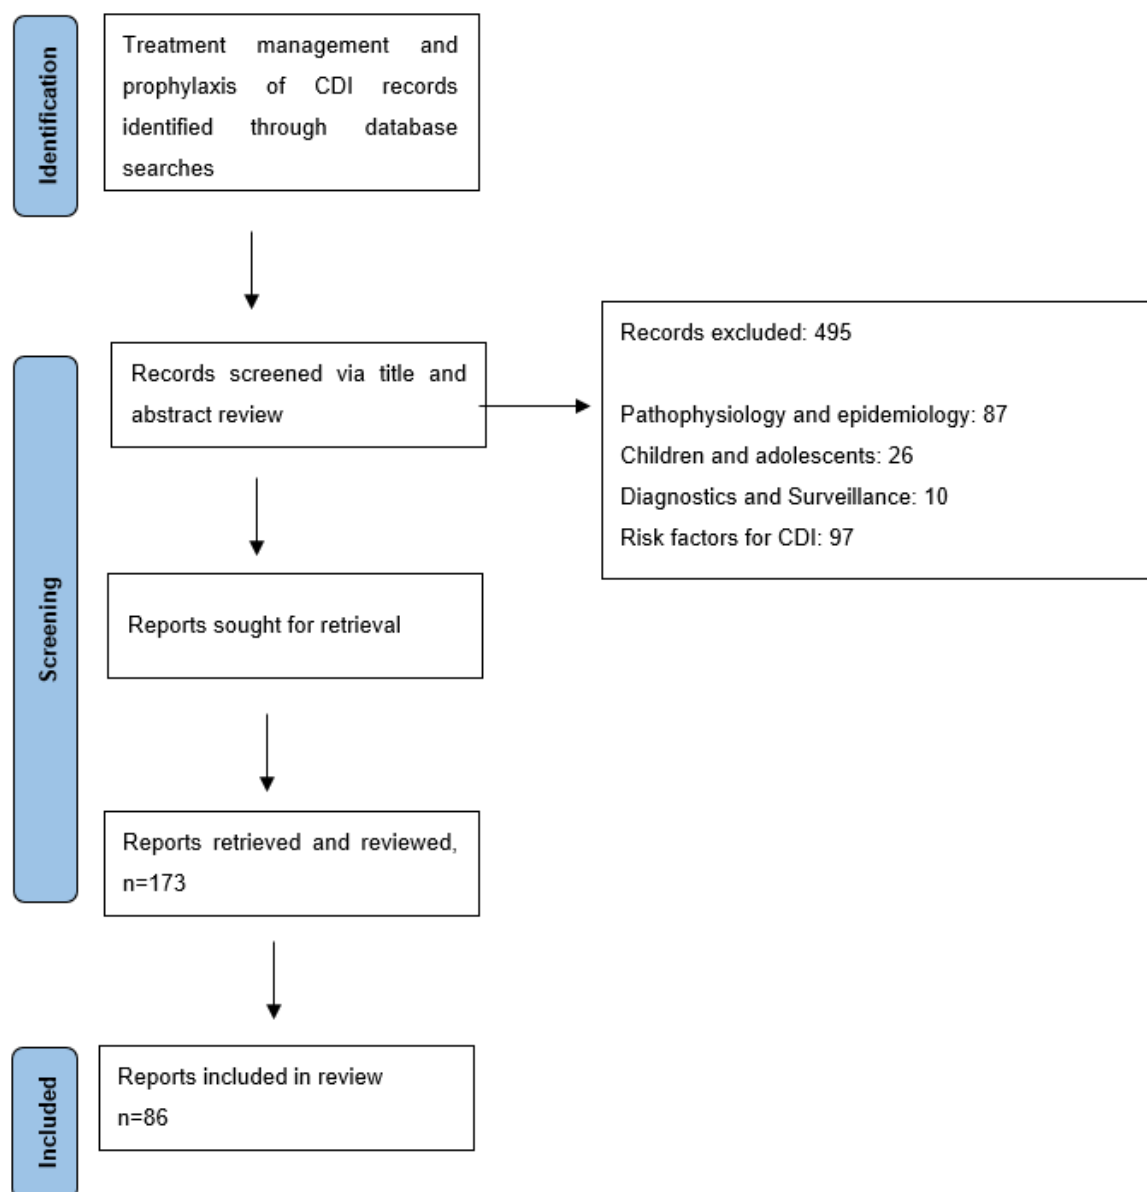 Identification
Treatment management and
prophylaxis of CDI records
identified through database
searches
Records screened via title and
abstract review
Records excluded: 495
Pathophysiology and epidemiology: 87
Children and adolescents: 26
Diagnostics and Surveillance: 10
Risk factors for CDI: 97
Screening
Reports sought for retrieval
Reports retrieved and reviewed,
n=173
Included
Reports included in review
n=86